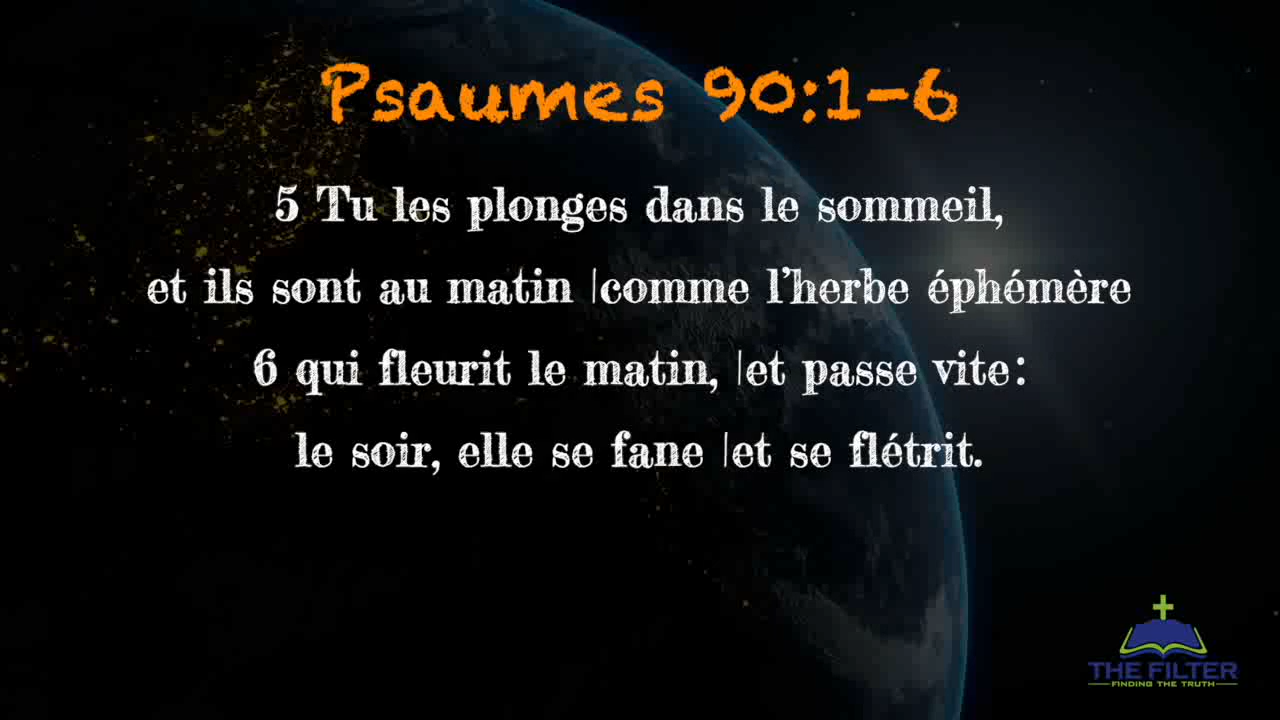 Psaumes 90:1-6
5 Tu les plonges dans le sommeil,
et ils sont au matin |comme l'herbe éphémère
6 qui fleurit le matin, |et passe vite:
le soir, elle se fane |et se flétrit.
THE FILTER
FINDING THE TRUTH